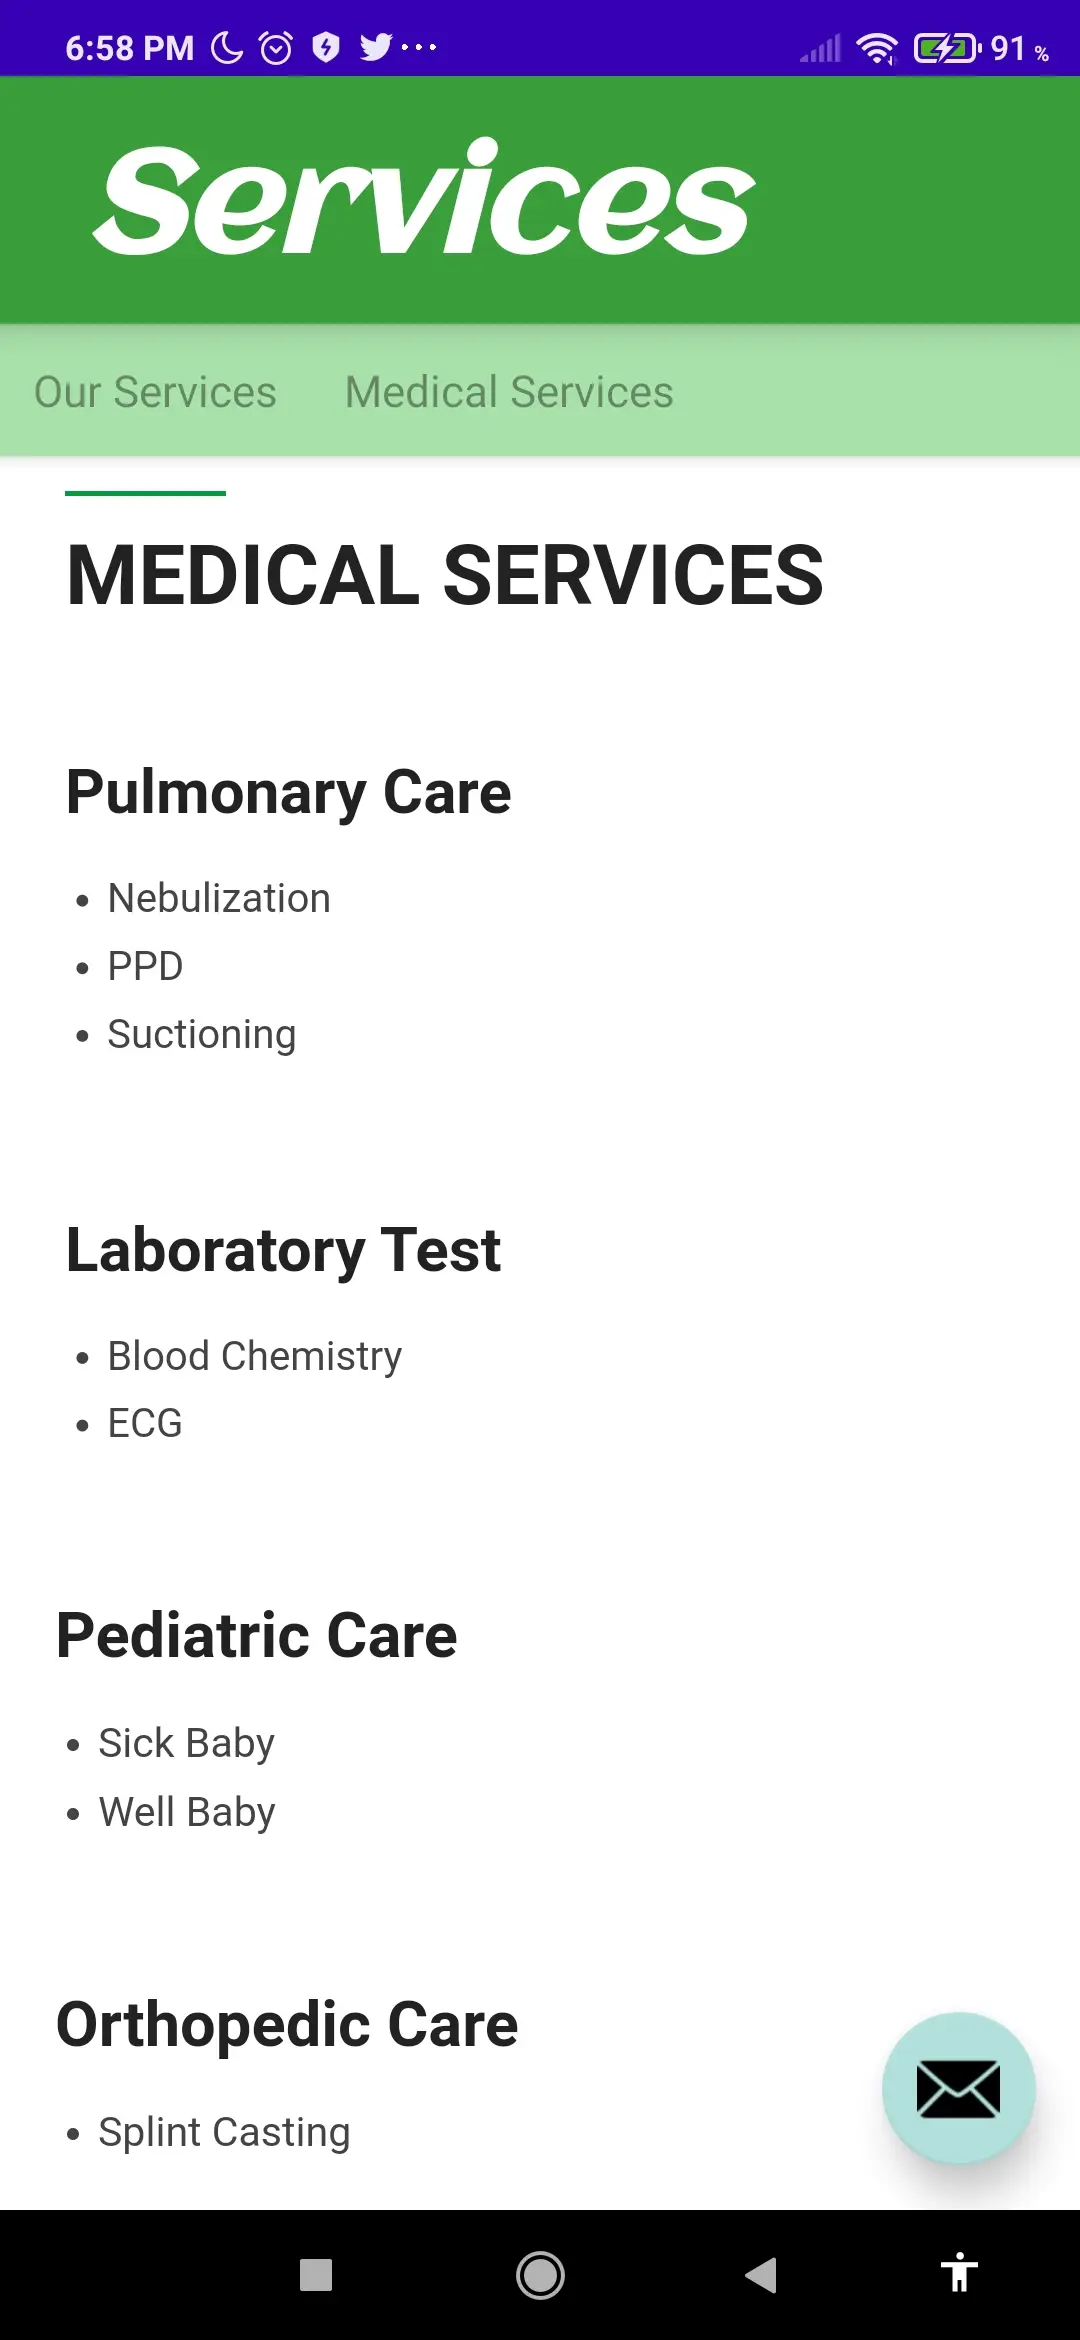 6:58 PM 91 %
Services
Our Services Medical Services
MEDICAL SERVICES
Pulmonary Care
• Nebulization
• PPD
• Suctioning
Laboratory Test
• Blood Chemistry
• ECG
Pediatric Care
• Sick Baby
• Well Baby
Orthopedic Care
• Splint Casting